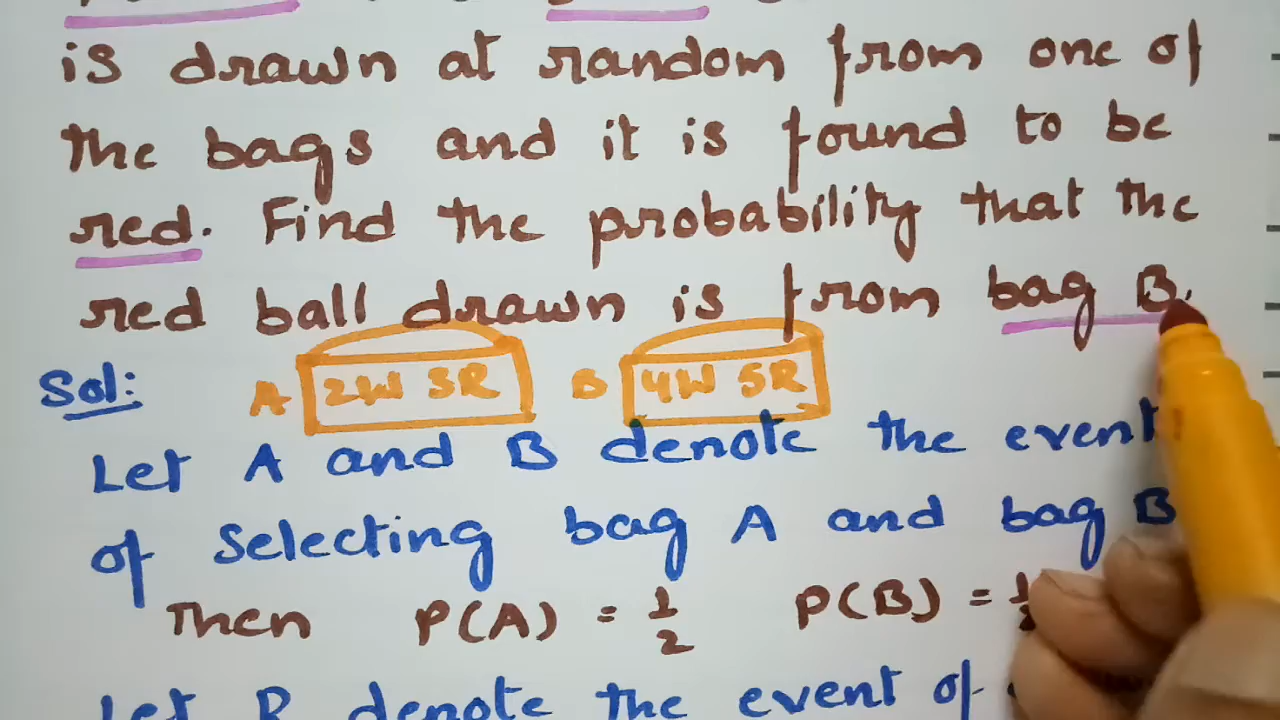 is drawn at random from one of
the bags and it is found to be
red. Find the probability that the
red ball drawn is from bag B.
Sol: A 2W 3R B 4W 5R
Let A and B denote the event
of selecting bag A and bag B
Then P(A) = 1/2 P(B) =
Let R denote the event of